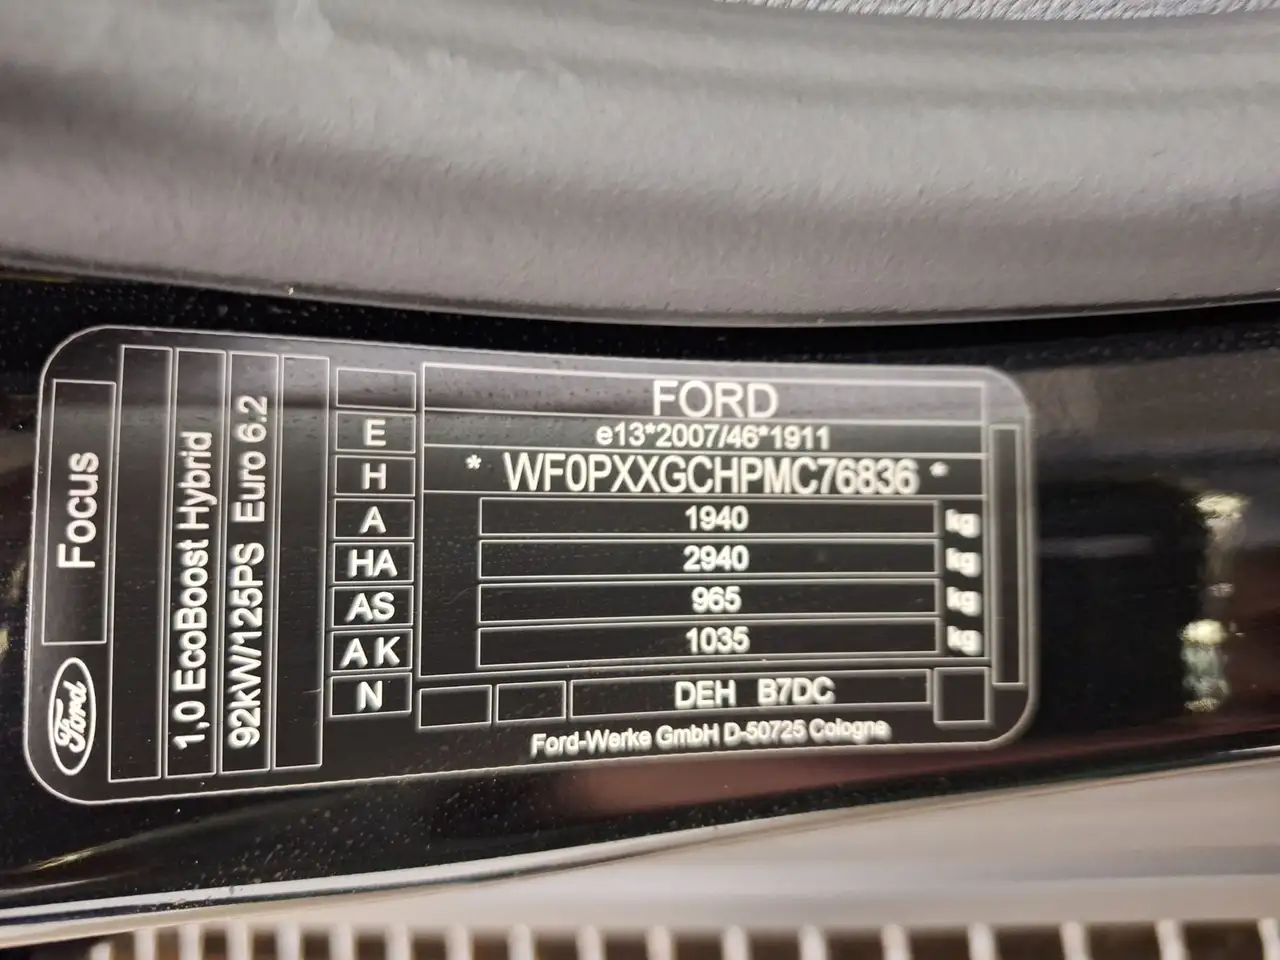 Ford
Focus
1,0 EcoBoost Hybrid
92kW/125PS Euro 6.2
FORD
E e13*2007/46*1911
H * WF0PXXGCHPMC76836 *
A 1940 kg
HA 2940 kg
AS 965 kg
AK 1035 kg
N DEH B7DC
Ford-Werke GmbH D-50725 Cologne